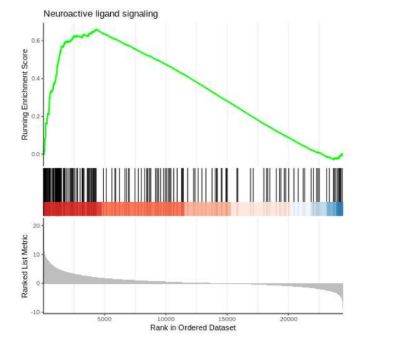 Neuroactive ligand signaling
Running Enrichment Score
0.6
0.4
0.2
0.0
Ranked List Metric
20
10
0
-10
5000 10000 15000 20000
Rank in Ordered Dataset